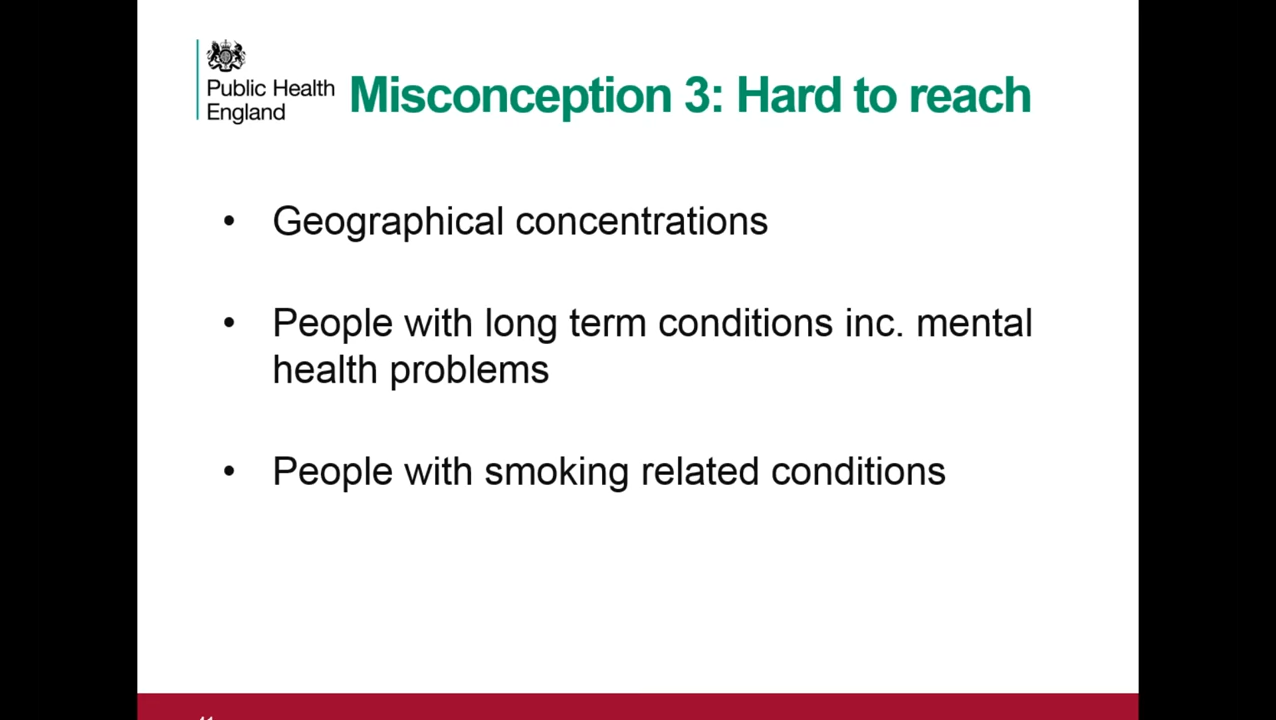 Public Health
England
Misconception 3: Hard to reach
• Geographical concentrations
• People with long term conditions inc. mental
health problems
• People with smoking related conditions